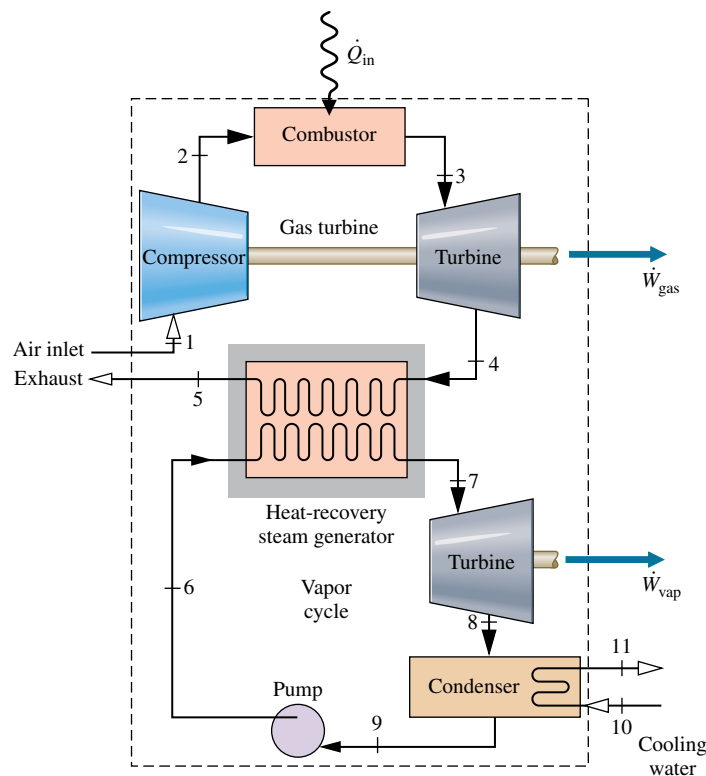 Q̇in
Combustor
2
3
Gas turbine
Compressor
Turbine
Ẇgas
Air inlet
1
Exhaust
5
4
7
Heat-recovery
steam generator
Turbine
6
Vapor
cycle
Ẇvap
8
11
Condenser
Pump
9
10
Cooling
water